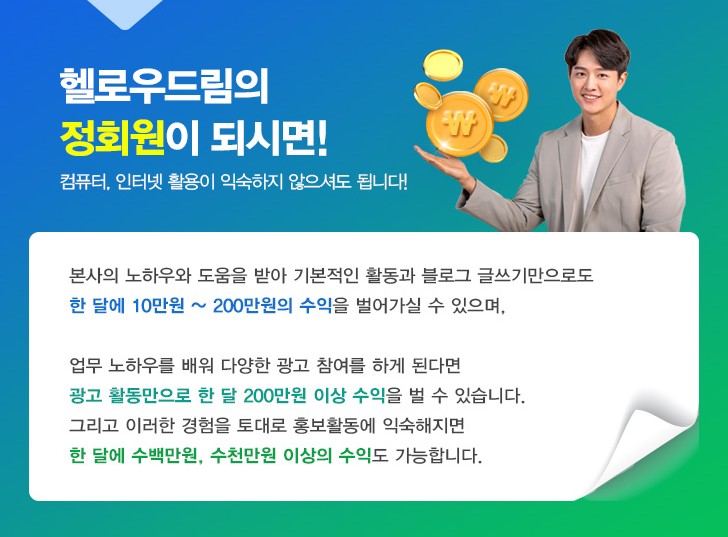 헬로우드림의
정회원이 되시면!
컴퓨터, 인터넷 활용이 익숙하지 않으셔도 됩니다!
₩
₩
본사의 노하우와 도움을 받아 기본적인 활동과 블로그 글쓰기만으로도
한 달에 10만원 ~ 200만원의 수익을 벌어가실 수 있으며,
업무 노하우를 배워 다양한 광고 참여를 하게 된다면
광고 활동만으로 한 달 200만원 이상 수익을 벌 수 있습니다.
그리고 이러한 경험을 토대로 홍보활동에 익숙해지면
한 달에 수백만원, 수천만원 이상의 수익도 가능합니다.